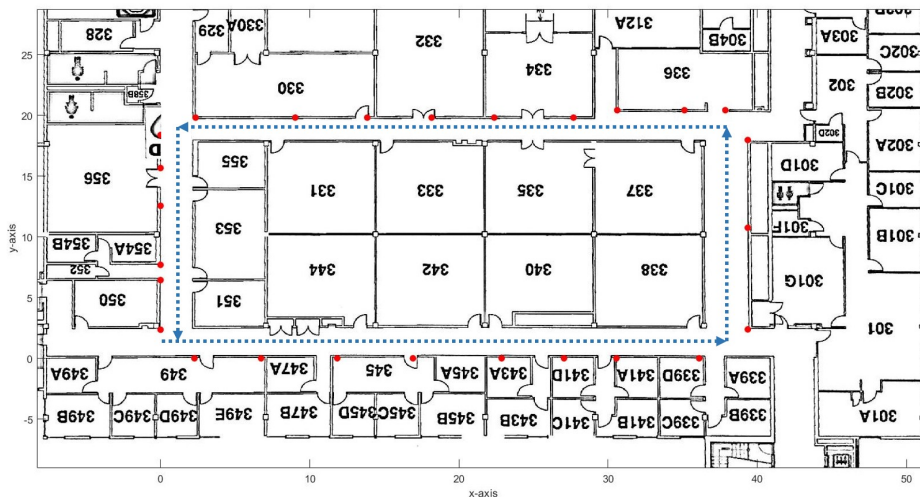 25
20
15
10
5
0
-5
y-axis
0
10
20
30
40
50
x-axis
328
329
330A
332
312A
304B
303A
302C
334
358B
330
336
302
302B
302D
302A
356
355
301D
331
333
335
337
301C
353
301F
301B
354B
354A
352
344
342
340
338
301G
350
351
301
349A
349
347A
345
345A
343A
341D
341A
339D
339A
349B
349C
349D
349E
347B
345D
345C
345B
343B
341C
341B
339C
339B
301A